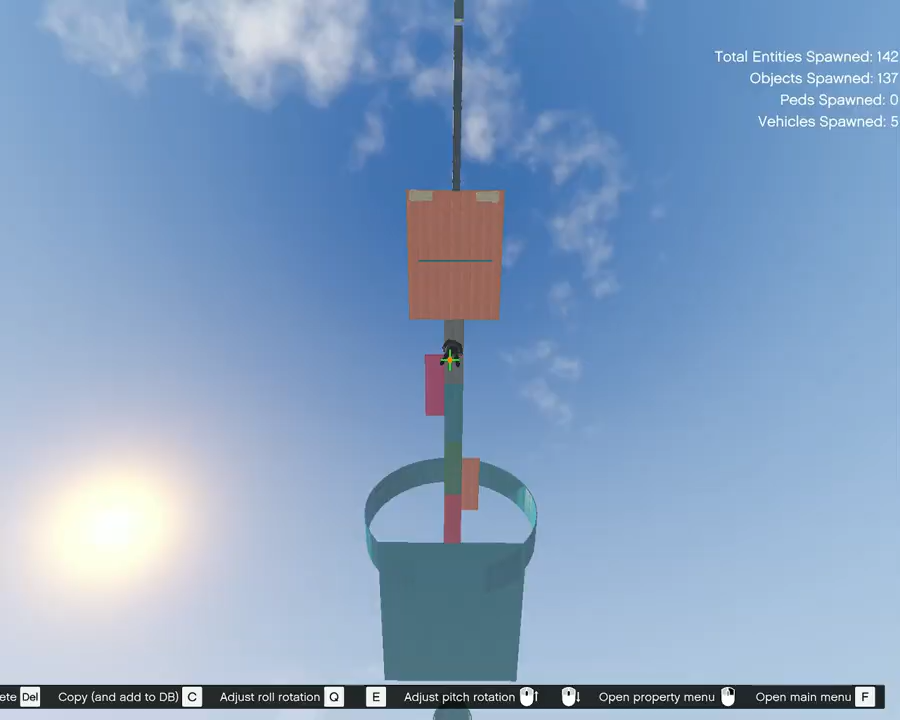 Total Entities Spawned: 142
Objects Spawned: 137
Peds Spawned: 0
Vehicles Spawned: 5
ete Del Copy (and add to DB) C Adjust roll rotation Q E Adjust pitch rotation Open property menu Open main menu F